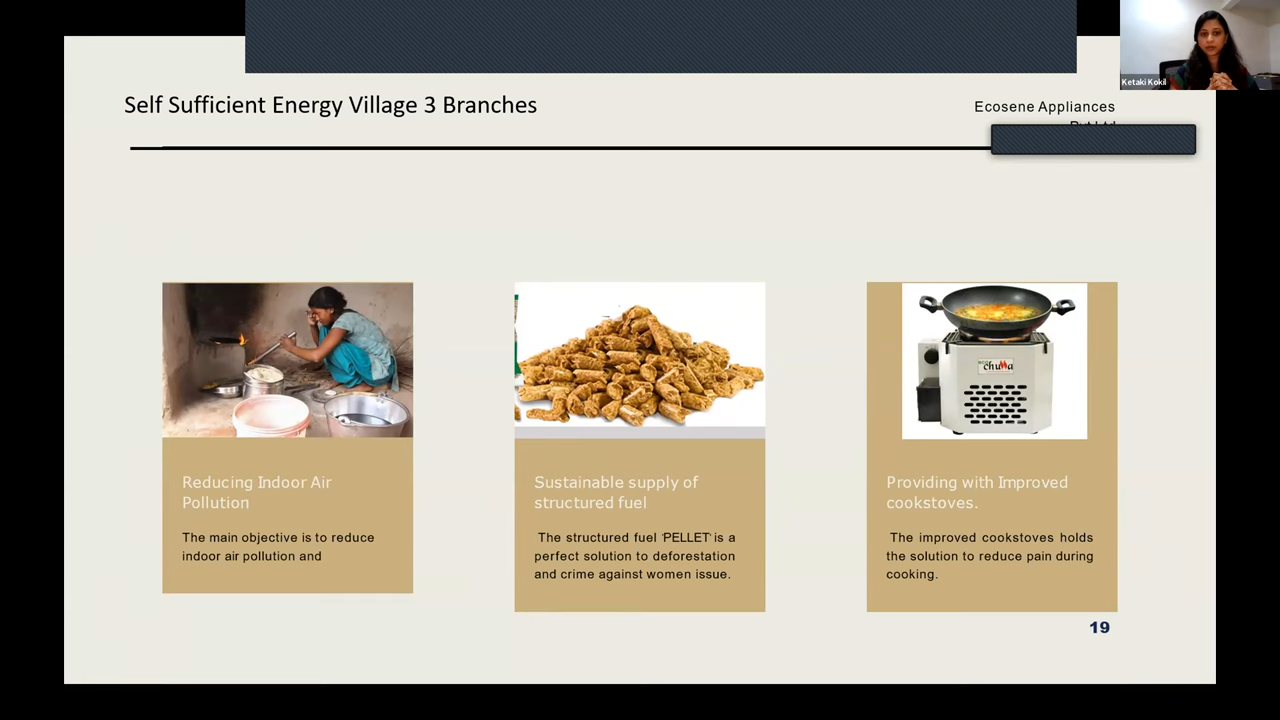 Ketaki Kokil
Self Sufficient Energy Village 3 Branches
Ecosene Appliances
Pvt Ltd
eco
chulha
Reducing Indoor Air
Pollution
The main objective is to reduce
indoor air pollution and
Sustainable supply of
structured fuel
The structured fuel 'PELLET' is a
perfect solution to deforestation
and crime against women issue.
Providing with Improved
cookstoves.
The improved cookstoves holds
the solution to reduce pain during
cooking.
19